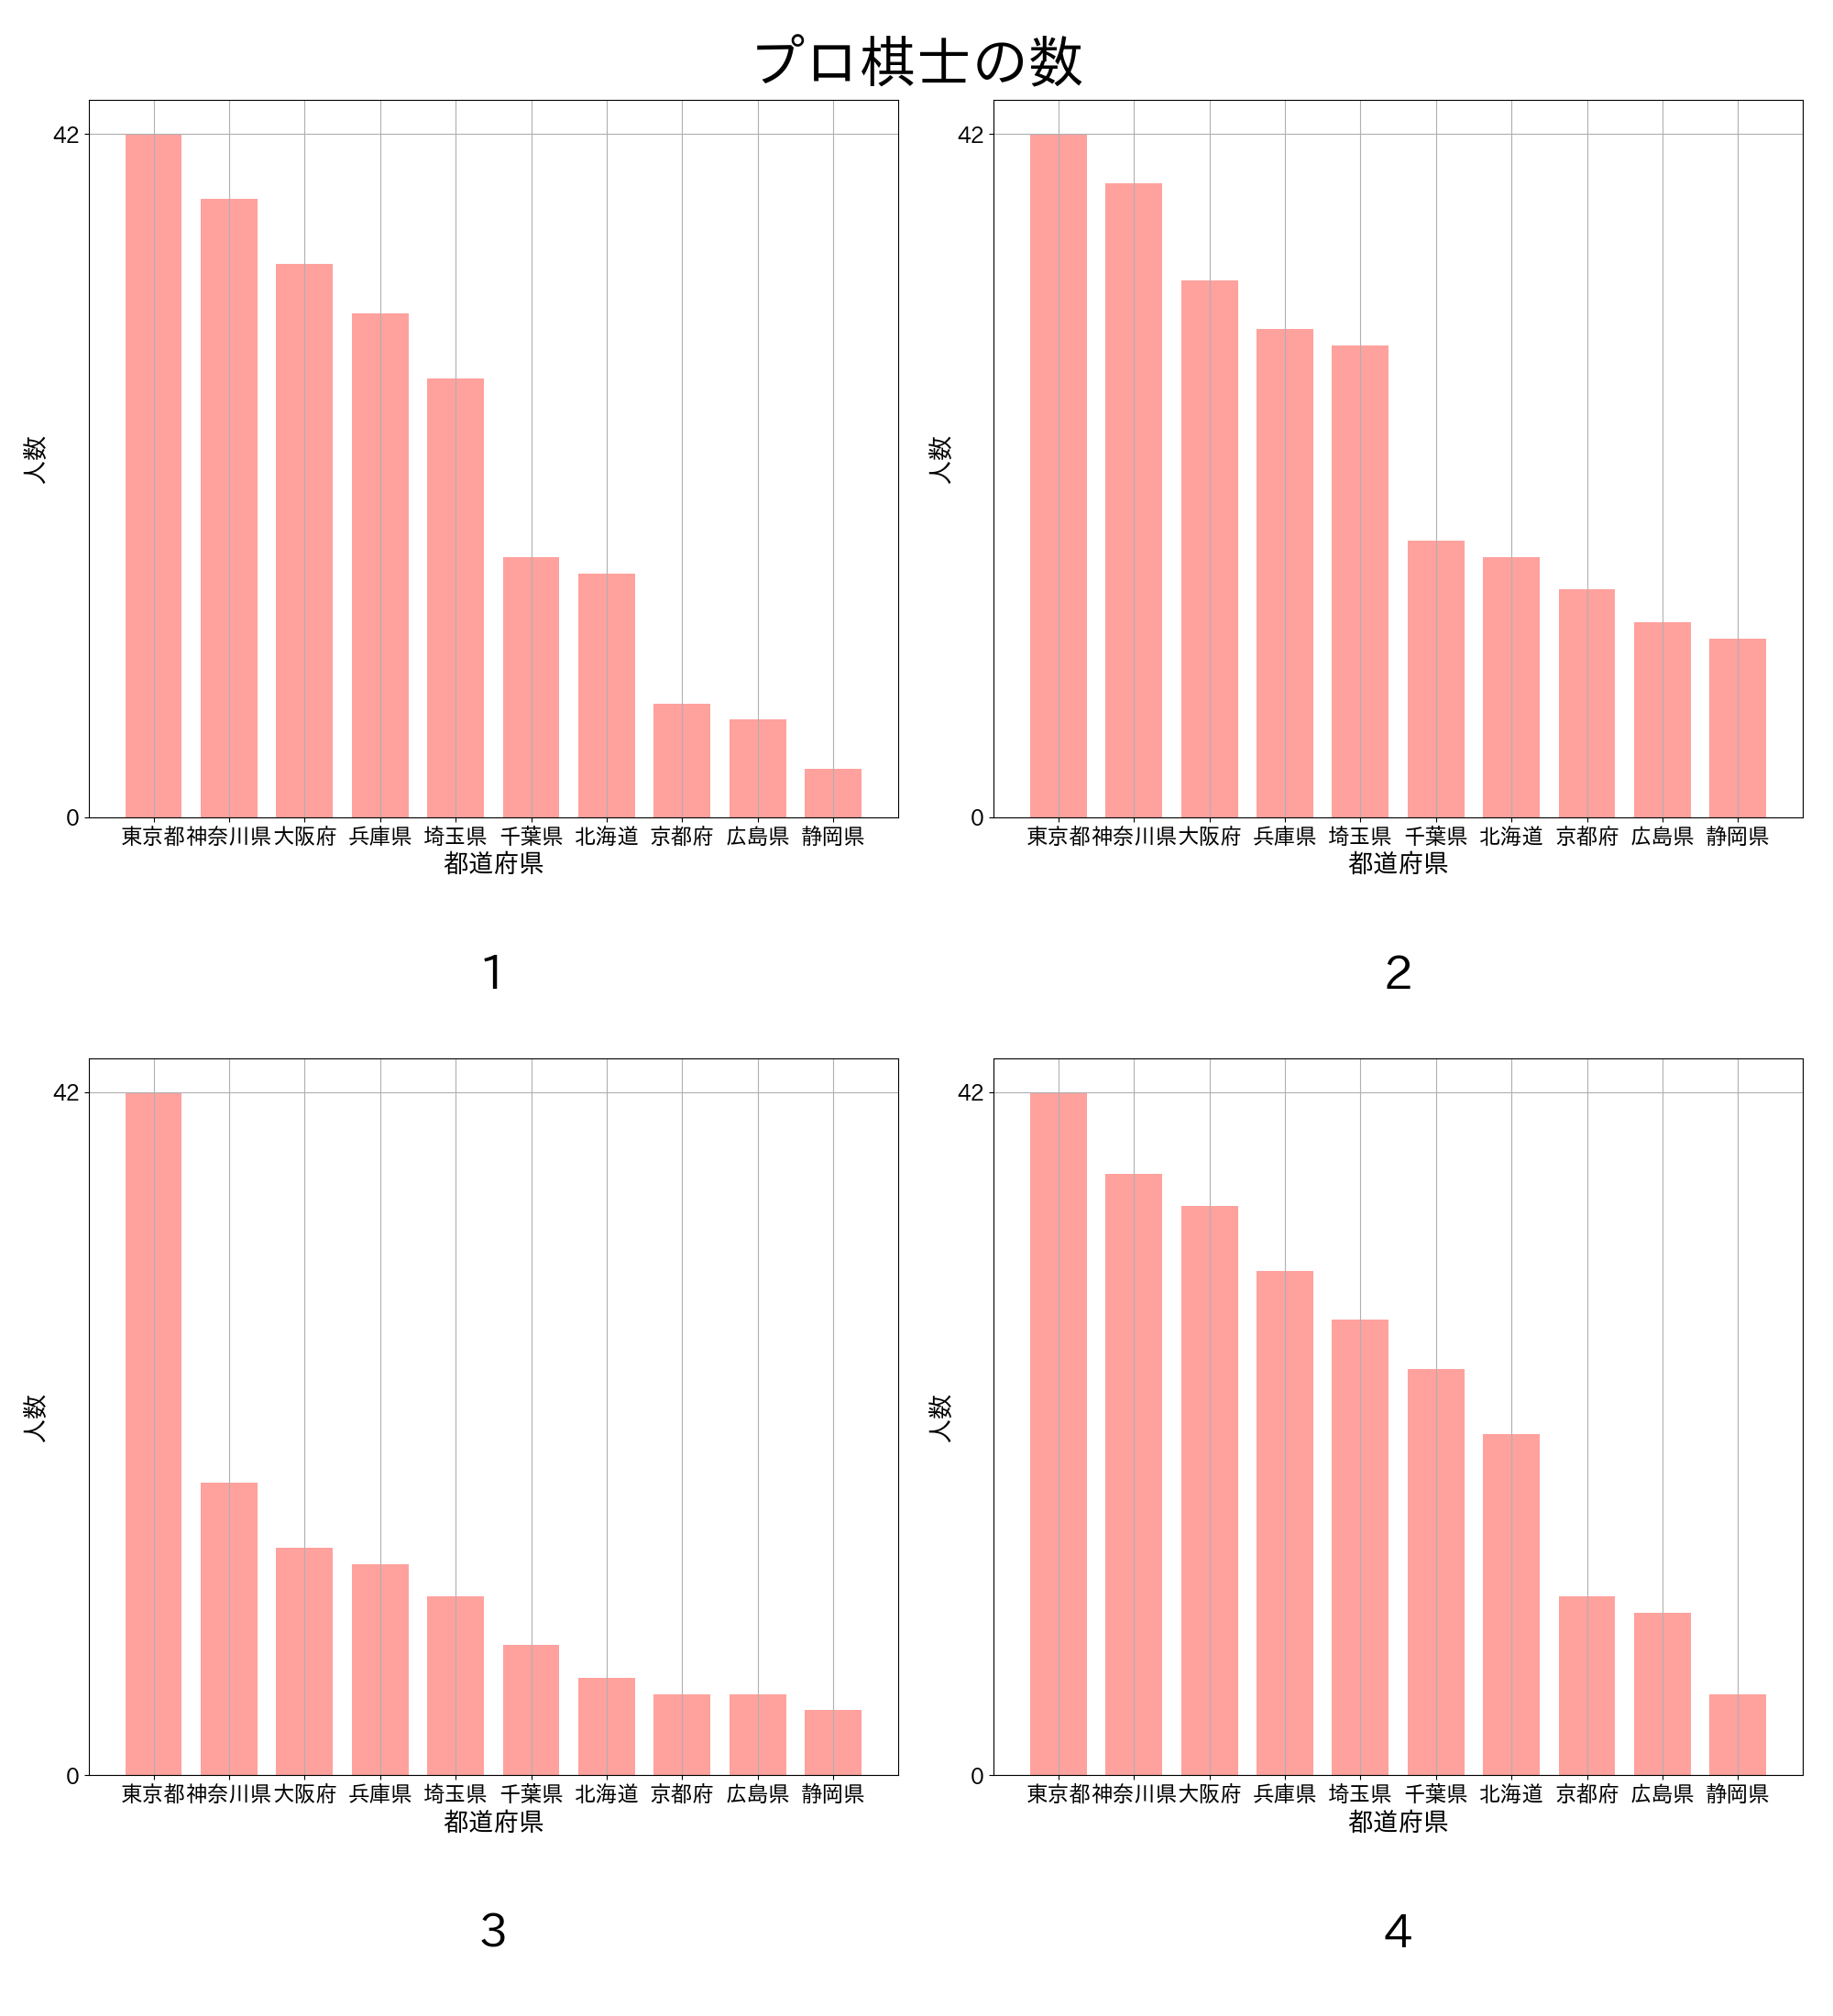 プロ棋士の数
42
0
人数
東京都 神奈川県 大阪府 兵庫県 埼玉県 千葉県 北海道 京都府 広島県 静岡県
都道府県
1
42
0
人数
東京都 神奈川県 大阪府 兵庫県 埼玉県 千葉県 北海道 京都府 広島県 静岡県
都道府県
2
42
0
人数
東京都 神奈川県 大阪府 兵庫県 埼玉県 千葉県 北海道 京都府 広島県 静岡県
都道府県
3
42
0
人数
東京都 神奈川県 大阪府 兵庫県 埼玉県 千葉県 北海道 京都府 広島県 静岡県
都道府県
4